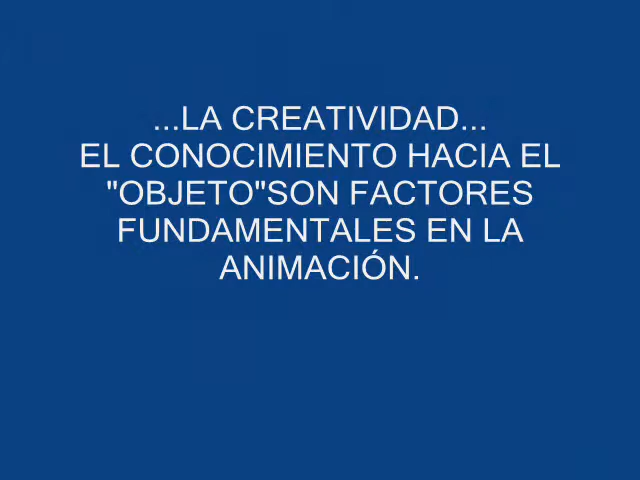 ...LA CREATIVIDAD...
EL CONOCIMIENTO HACIA EL
"OBJETO"SON FACTORES
FUNDAMENTALES EN LA
ANIMACIÓN.